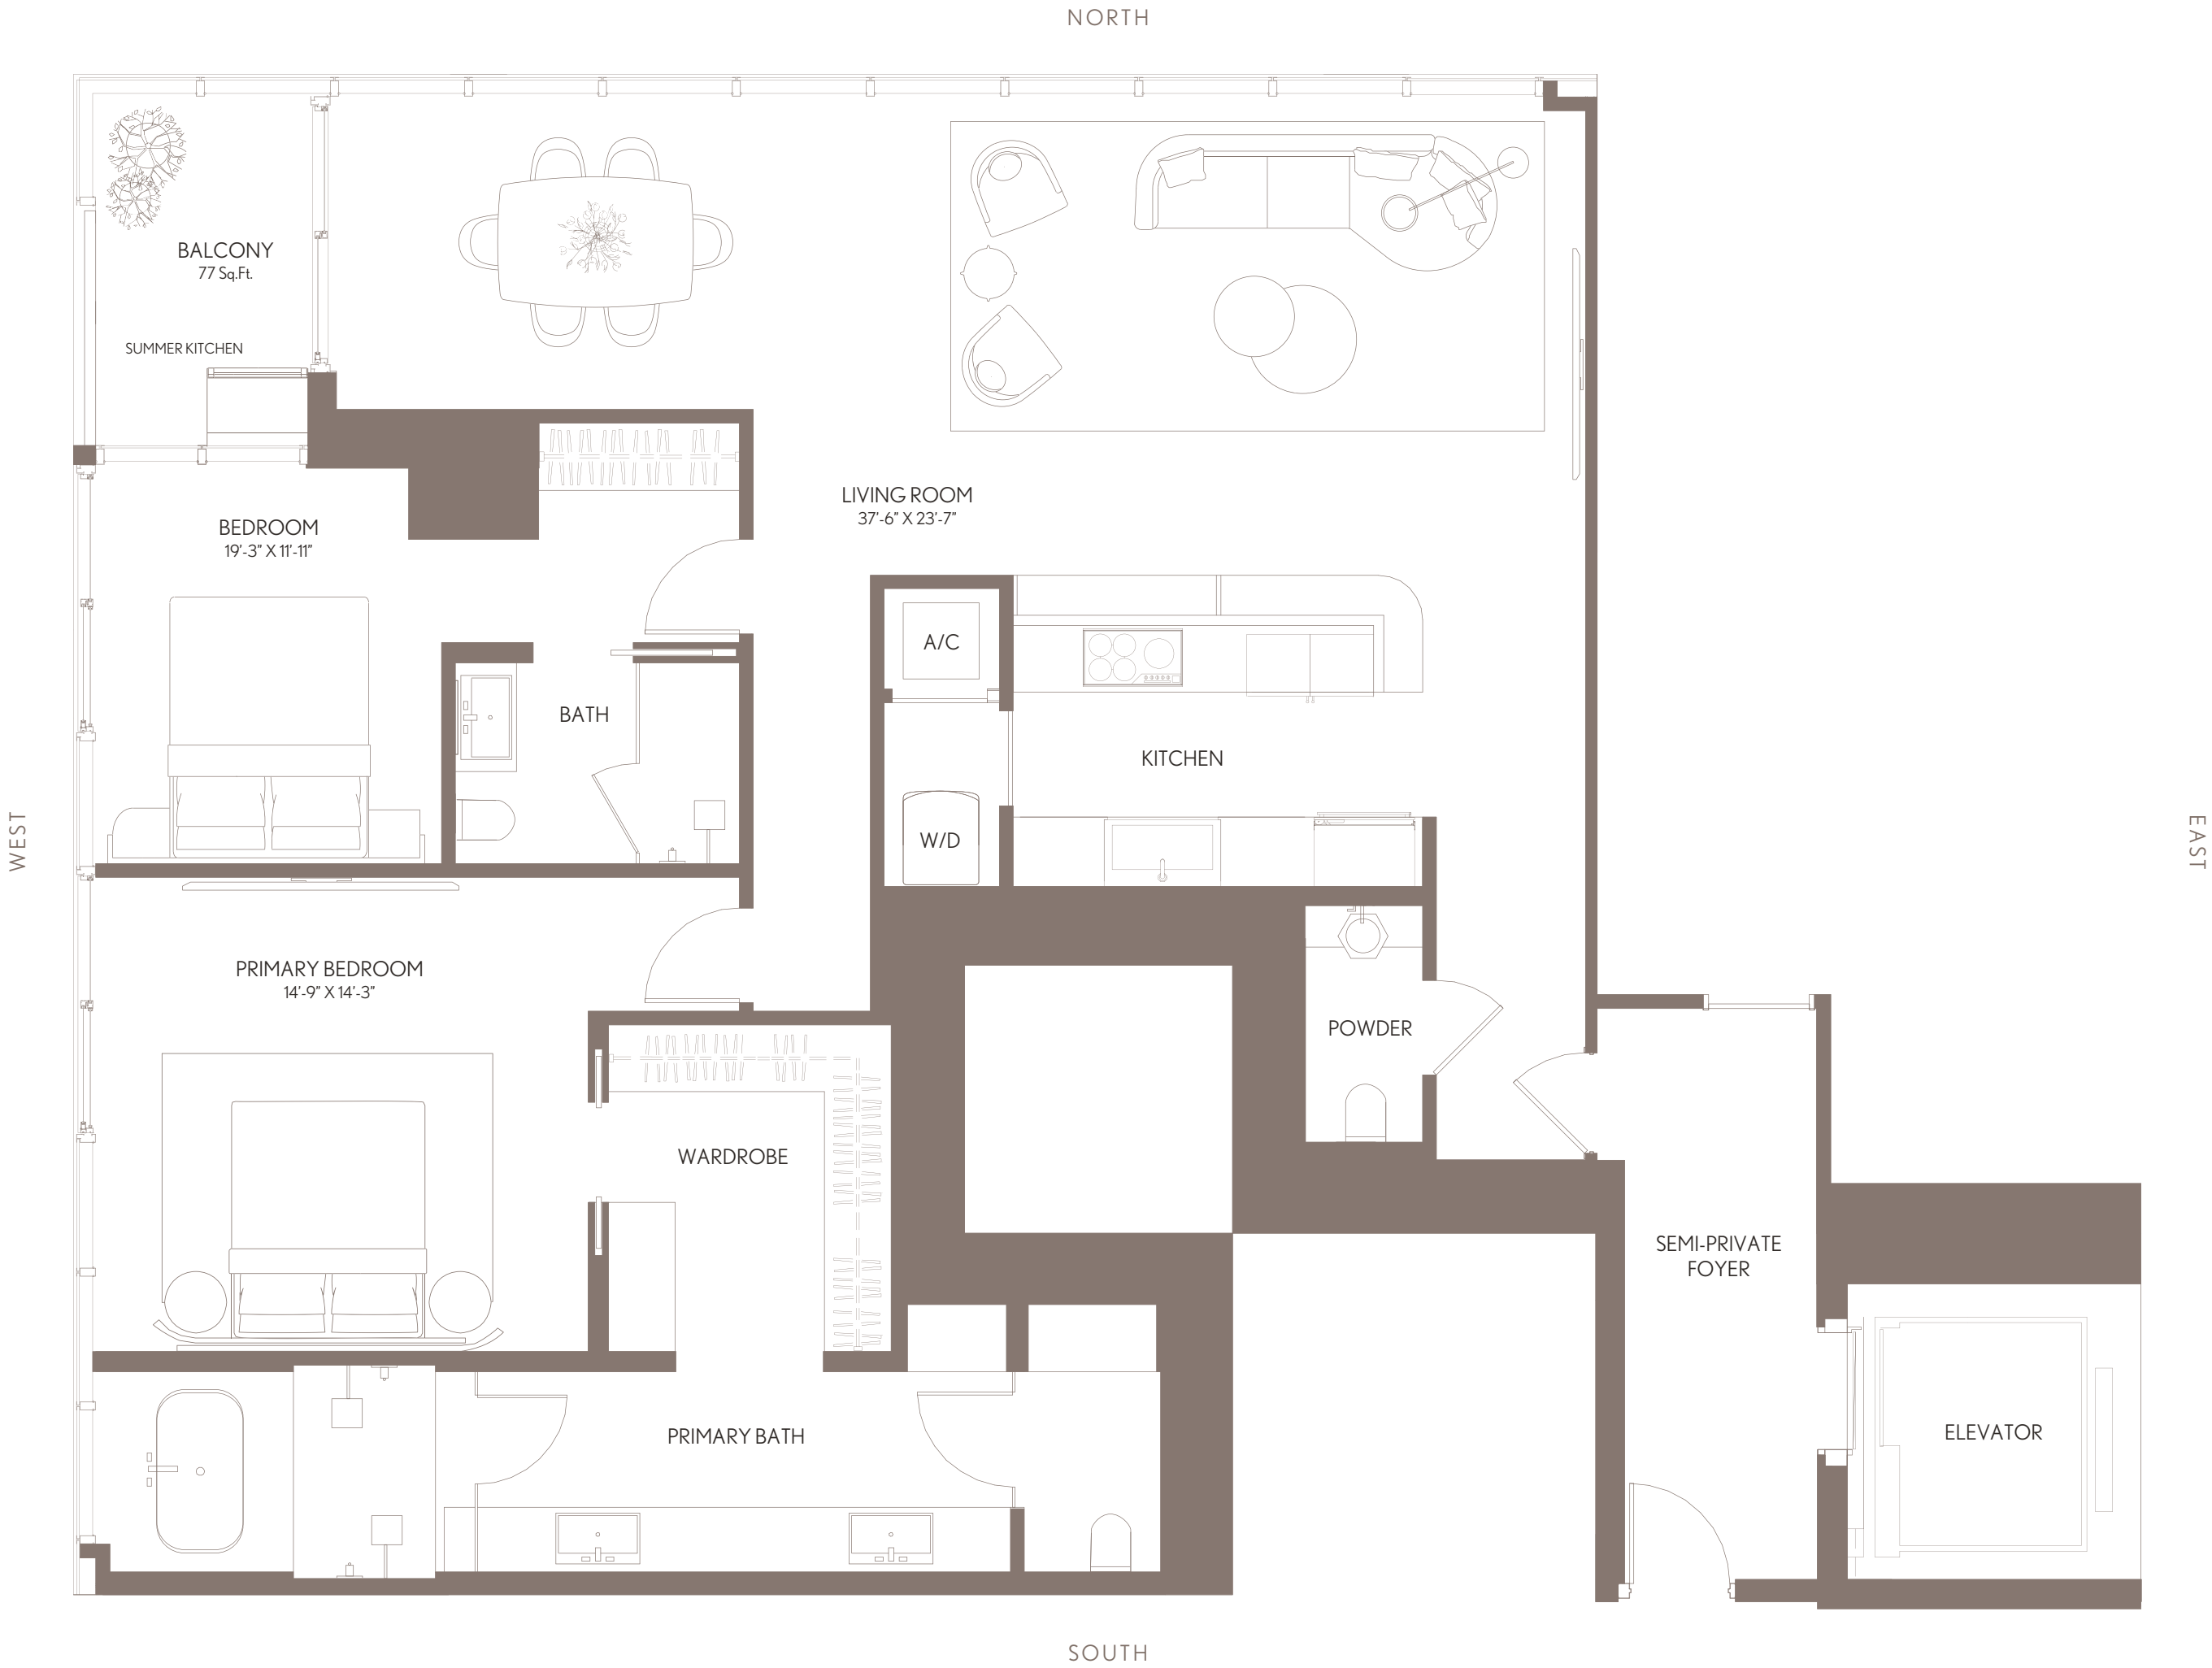 NORTH
BALCONY
77 Sq.Ft.
SUMMER KITCHEN
LIVING ROOM
37'-6" X 23'-7"
BEDROOM
19'-3" X 11'-11"
A/C
BATH
KITCHEN
W/D
WEST
EAST
PRIMARY BEDROOM
14'-9" X 14'-3"
POWDER
WARDROBE
SEMI-PRIVATE
FOYER
PRIMARY BATH
ELEVATOR
SOUTH